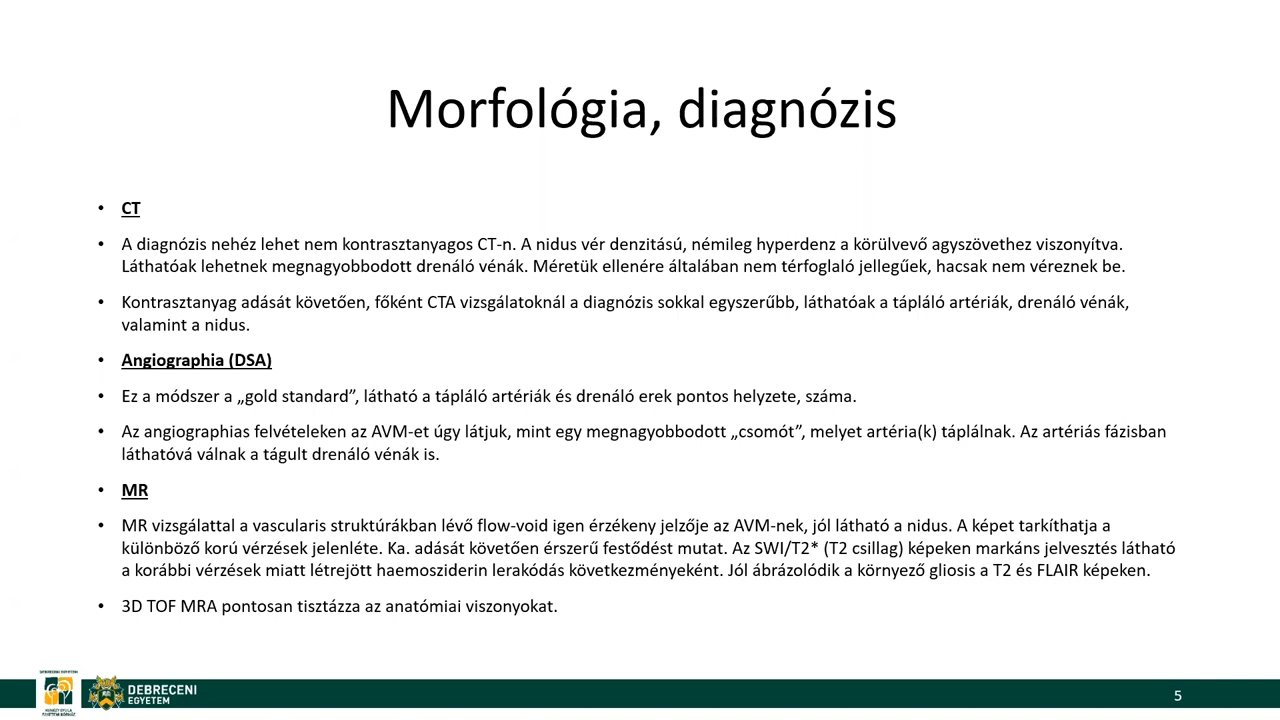 Morfológia, diagnózis
• CT
• A diagnózis nehéz lehet nem kontrasztanyagos CT-n. A nidus vér denzitású, némileg hyperdenz a körülvevő agyszövethez viszonyítva.
Láthatóak lehetnek megnagyobbodott drenáló vénák. Méretük ellenére általában nem térfoglaló jellegűek, hacsak nem véreznek be.
• Kontrasztanyag adását követően, főként CTA vizsgálatoknál a diagnózis sokkal egyszerűbb, láthatóak a tápláló artériák, drenáló vénák,
valamint a nidus.
• Angiographia (DSA)
• Ez a módszer a „gold standard”, látható a tápláló artériák és drenáló erek pontos helyzete, száma.
• Az angiographias felvételeken az AVM-et úgy látjuk, mint egy megnagyobbodott „csomót”, melyet artéria(k) táplálnak. Az artériás fázisban
láthatóvá válnak a tágult drenáló vénák is.
• MR
• MR vizsgálattal a vascularis struktúrákban lévő flow-void igen érzékeny jelzője az AVM-nek, jól látható a nidus. A képet tarkíthatja a
különböző korú vérzések jelenléte. Ka. adását követően érszerű festődést mutat. Az SWI/T2* (T2 csillag) képeken markáns jelvesztés látható
a korábbi vérzések miatt létrejött haemosziderin lerakódás következményeként. Jól ábrázolódik a környező gliosis a T2 és FLAIR képeken.
• 3D TOF MRA pontosan tisztázza az anatómiai viszonyokat.
DEBRECENI EGYETEM
DEBRECENI
EGYETEM
5